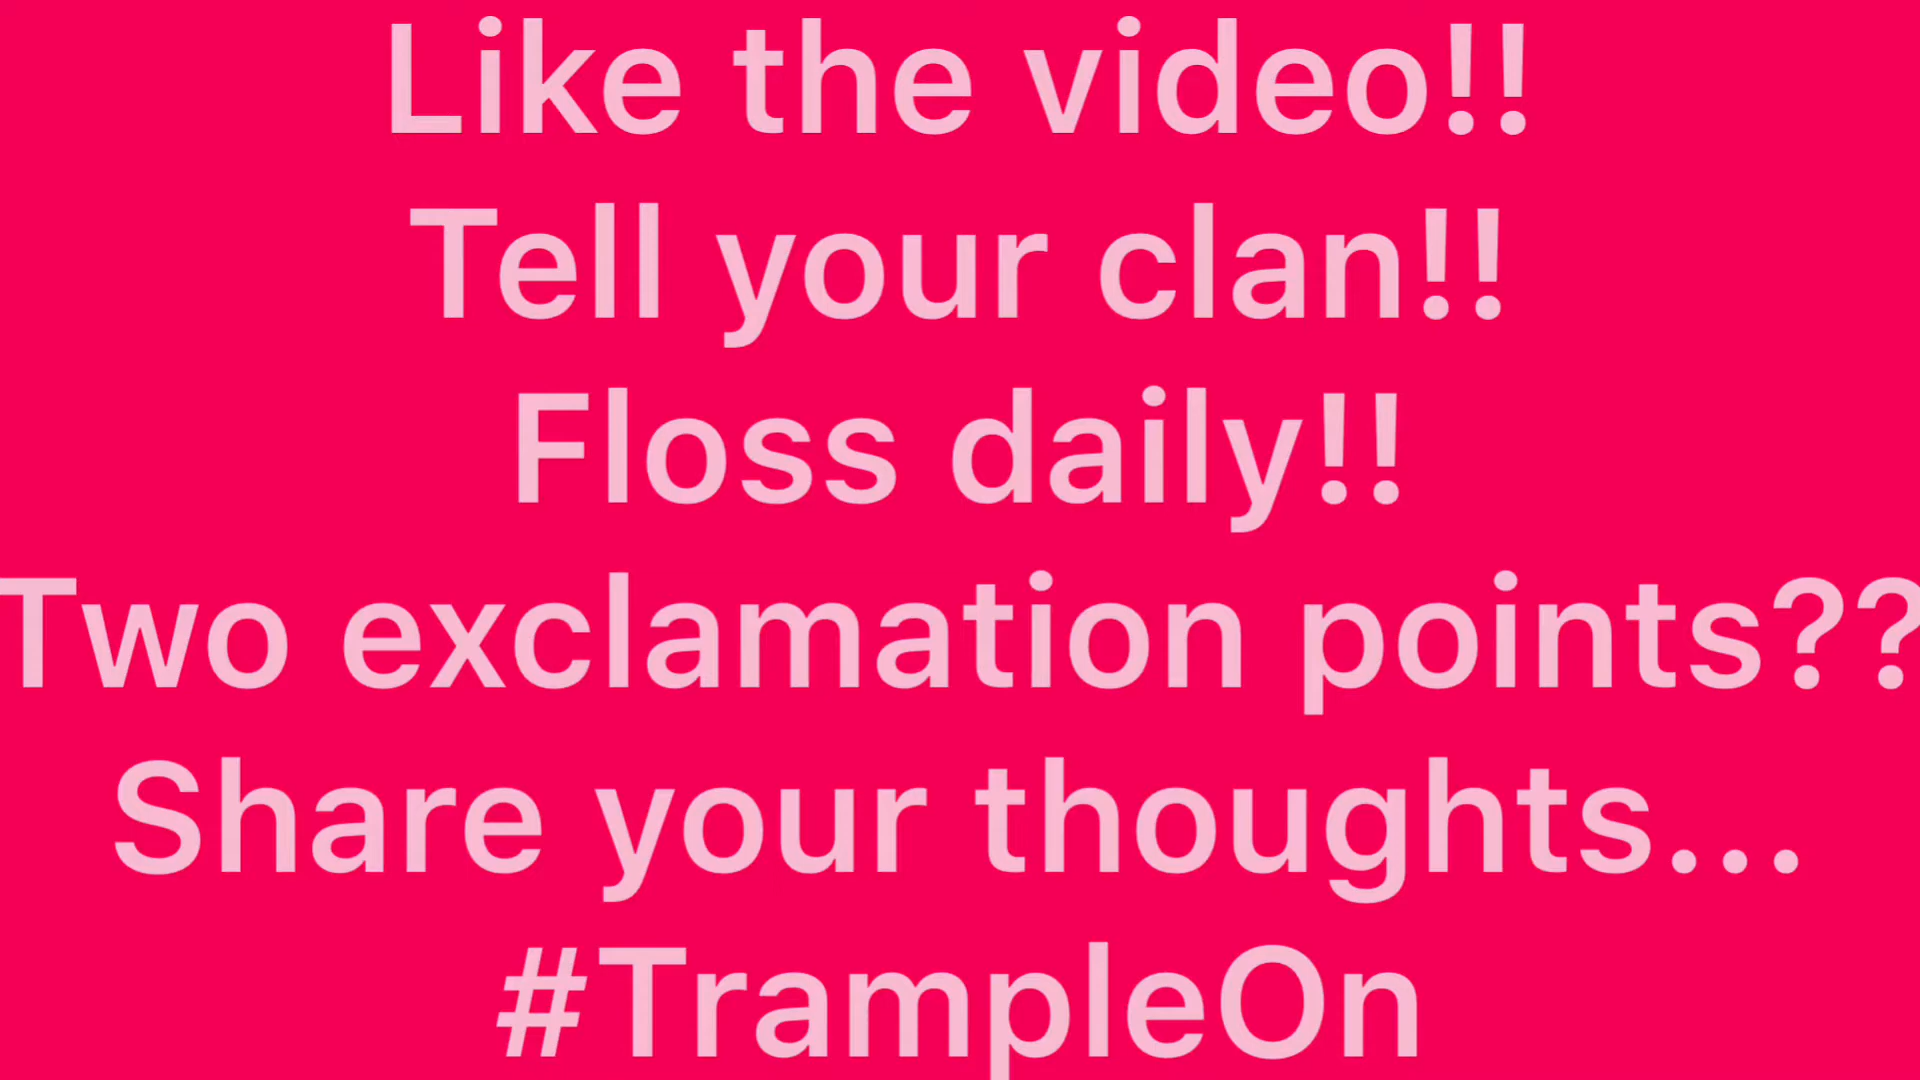 Like the video!!
Tell your clan!!
Floss daily!!
Two exclamation points??
Share your thoughts...
#TrampleOn